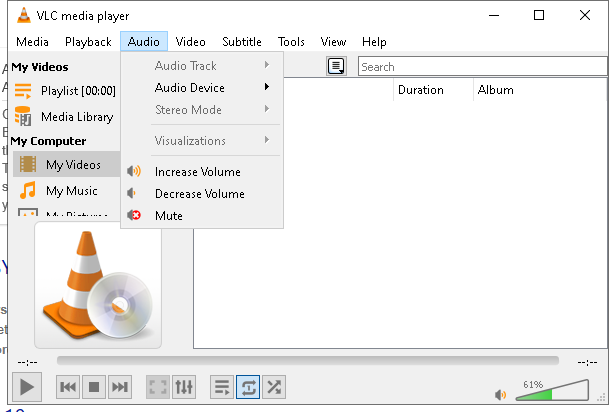 VLC media player
Media Playback Audio Video Subtitle Tools View Help
My Videos
Playlist [00:00]
Media Library
My Computer
My Videos
My Music
My Pictures
Audio Track
Audio Device
Stereo Mode
Visualizations
Increase Volume
Decrease Volume
Mute
Search
Duration Album
--:-- --:--
61%